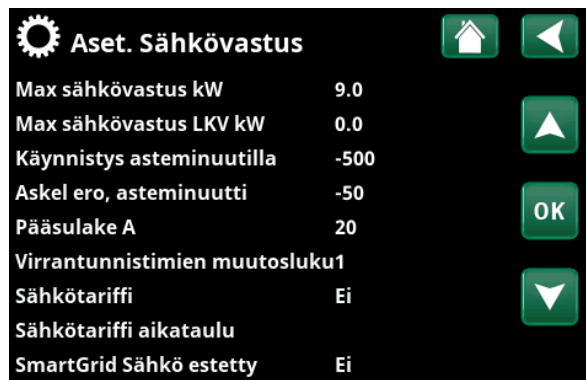 Aset. Sähkövastus
Max sähkövastus kW 9.0
Max sähkövastus LKV kW 0.0
Käynnistys asteminuutilla -500
Askel ero, asteminuutti -50
OK
Pääsulake A 20
Virrantunnistimien muutosluku1
Sähkötariffi Ei
Sähkötariffi aikataulu
SmartGrid Sähkö estetty Ei